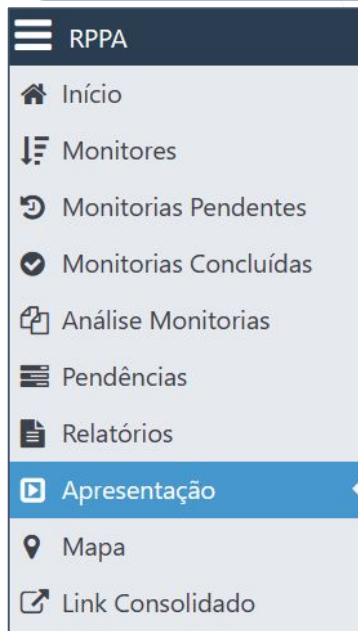 RPPA
Início
Monitores
Monitorias Pendentes
Monitorias Concluídas
Análise Monitorias
Pendências
Relatórios
Apresentação
Mapa
Link Consolidado